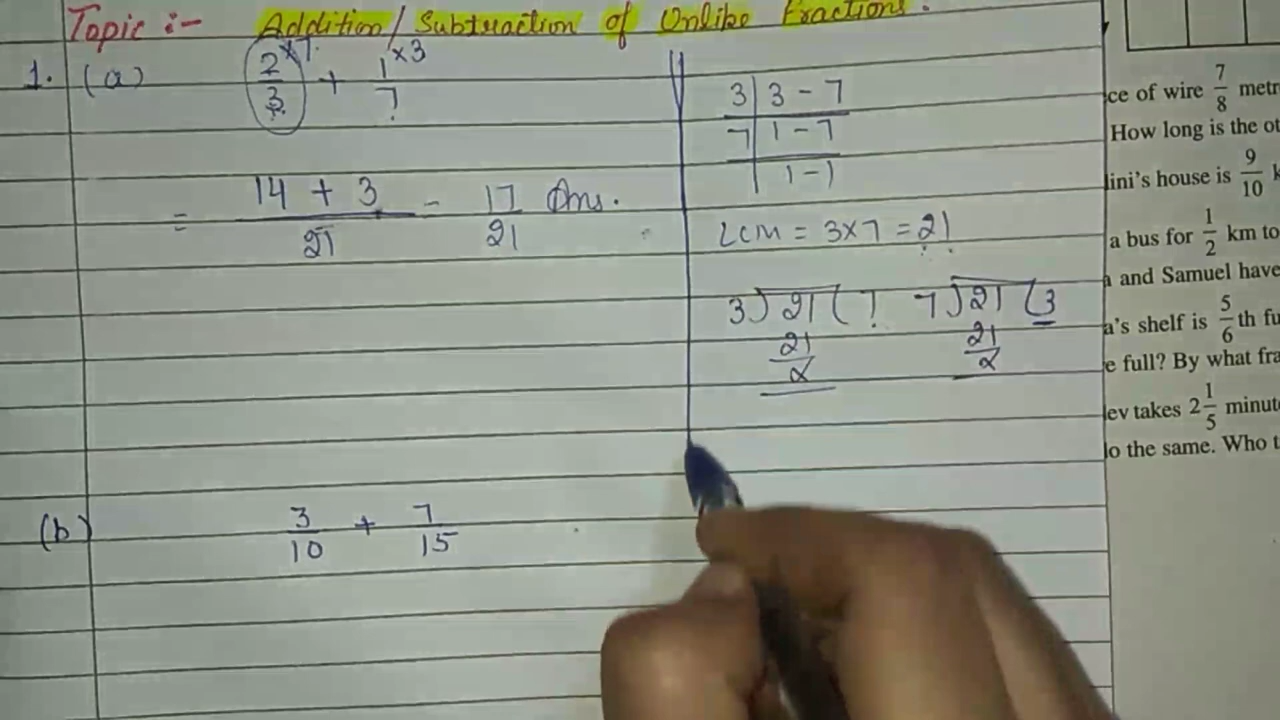 Topic :- Addition/Subtraction of Unlike Fractions.
1. (a) 2/3 ×7 + 1/7 ×3
= 14 + 3 / 21 - 17/21 Ans.
3 | 3 - 7
7 | 1 - 7
| 1 - 1
LCM = 3×7 = 21
3) 21 ( 7 7) 21 ( 3
21 21
× ×
(b) 3/10 + 7/15
ce of wire 7/8 metr
How long is the ot
lini's house is 9/10 k
a bus for 1/2 km to
a and Samuel have
a's shelf is 5/6 th fu
e full? By what fra
lev takes 2 1/5 minut
lo the same. Who t